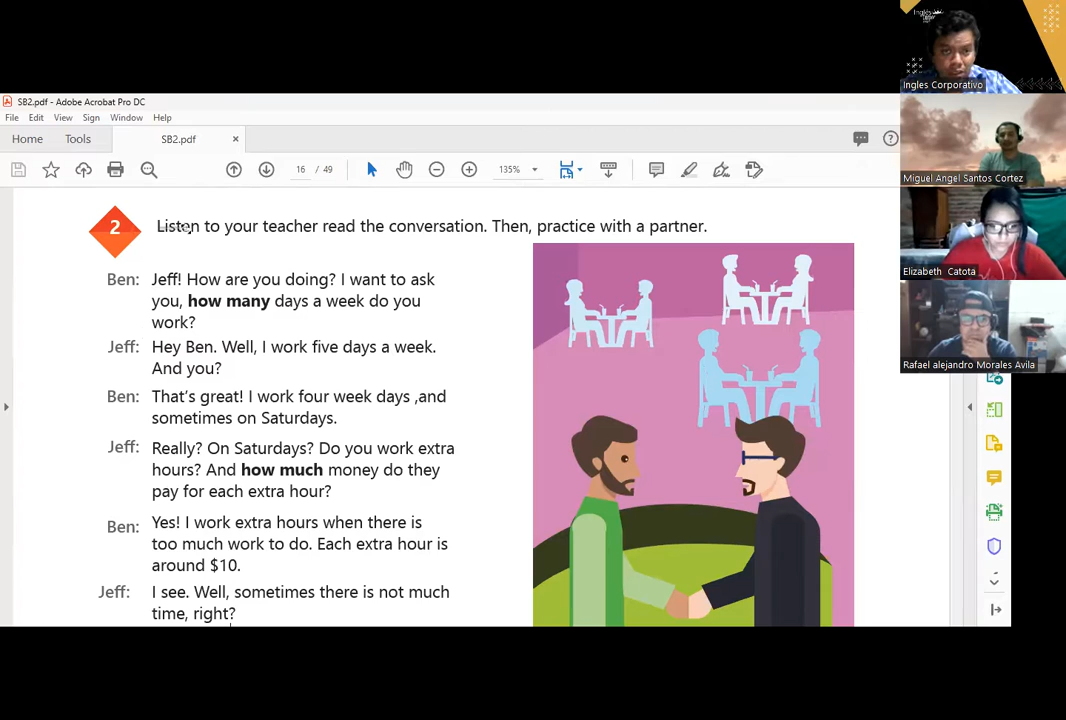 SB2.pdf - Adobe Acrobat Pro DC
File Edit View Sign Window Help
Home Tools SB2.pdf ×
16 / 49 135%
2 Listen to your teacher read the conversation. Then, practice with a partner.
Ben: Jeff! How are you doing? I want to ask
you, how many days a week do you
work?
Jeff: Hey Ben. Well, I work five days a week.
And you?
Ben: That's great! I work four week days ,and
sometimes on Saturdays.
Jeff: Really? On Saturdays? Do you work extra
hours? And how much money do they
pay for each extra hour?
Ben: Yes! I work extra hours when there is
too much work to do. Each extra hour is
around $10.
Jeff: I see. Well, sometimes there is not much
time, right?
Ingles Corporativo
Miguel Angel Santos Cortez
Elizabeth Catota
Rafael alejandro Morales Avila